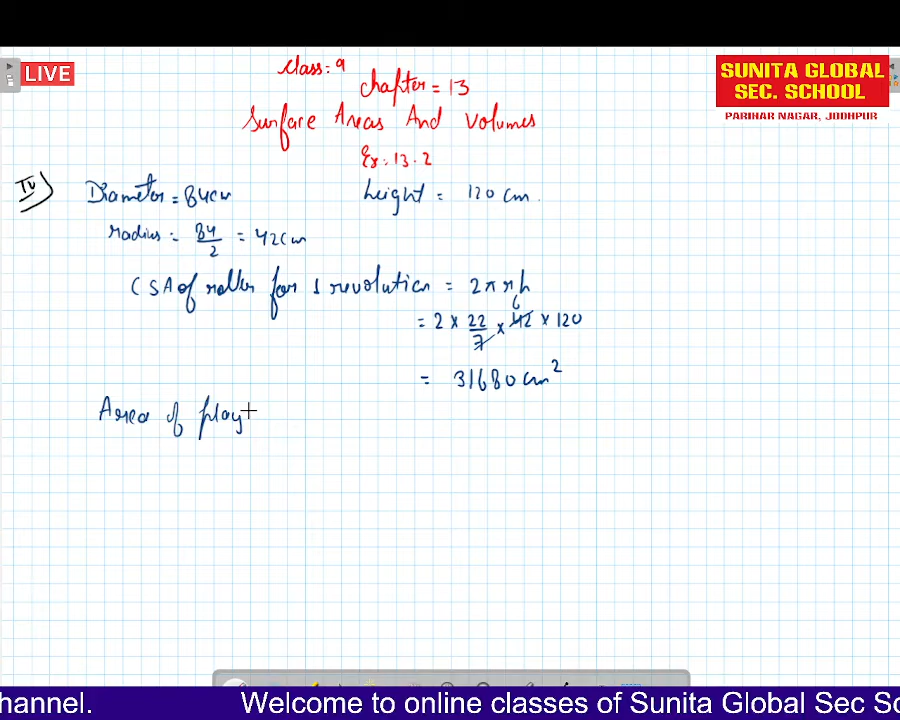 LIVE
SUNITA GLOBAL
SEC. SCHOOL
PARIHAR NAGAR, JODHPUR
Class: 9
Chapter = 13
Surface Areas And Volumes
Ex: 13.2
IV) Diameter = 84cm height = 120 cm.
radius = 84/2 = 42cm
CSA of roller for 1 revolution = 2πrh
= 2 × 22/7 × 42 6 × 120
= 31680 cm²
Area of play
hannel. Welcome to online classes of Sunita Global Sec Sc